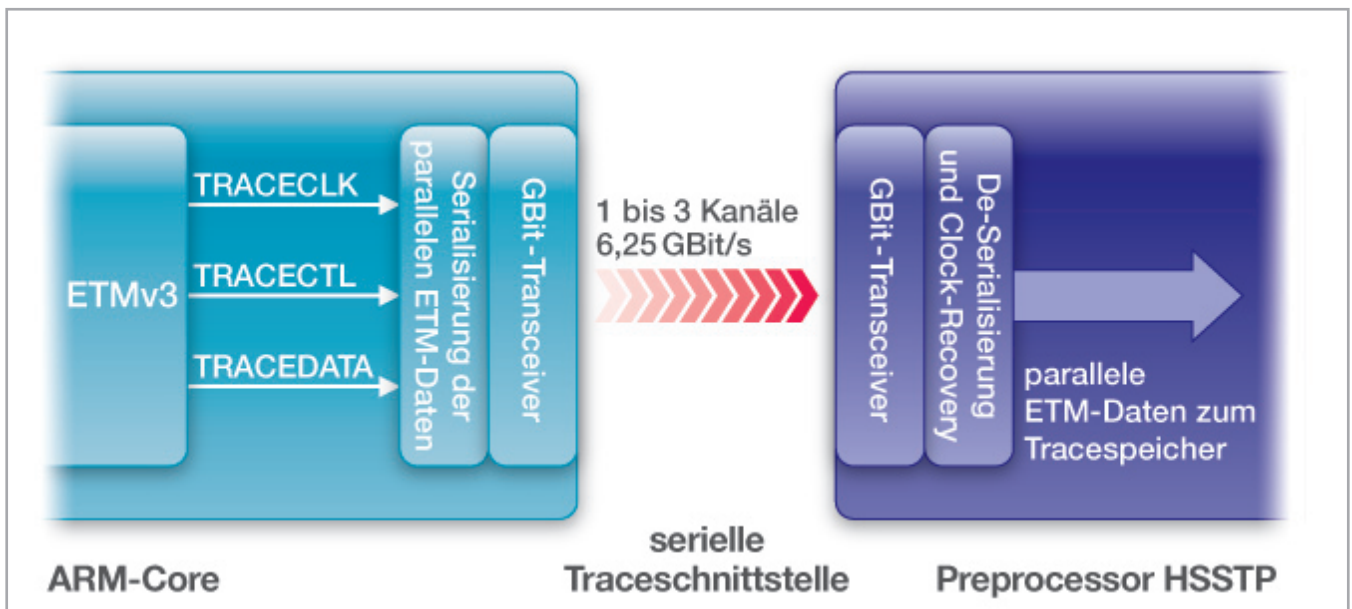 ETMv3
TRACECLK
TRACECTL
TRACEDATA
Serialisierung der
parallelen ETM-Daten
GBit-Transceiver
1 bis 3 Kanäle
6,25 GBit/s
GBit-Transceiver
De-Serialisierung
und Clock-Recovery
parallele
ETM-Daten zum
Tracespeicher
ARM-Core
serielle
Traceschnittstelle
Preprocessor HSSTP